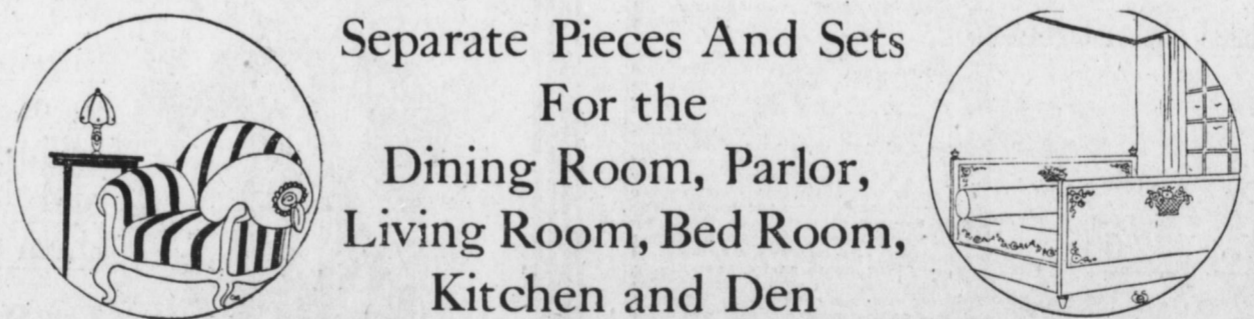 Separate Pieces And Sets
For the
Dining Room, Parlor,
Living Room, Bed Room,
Kitchen and Den